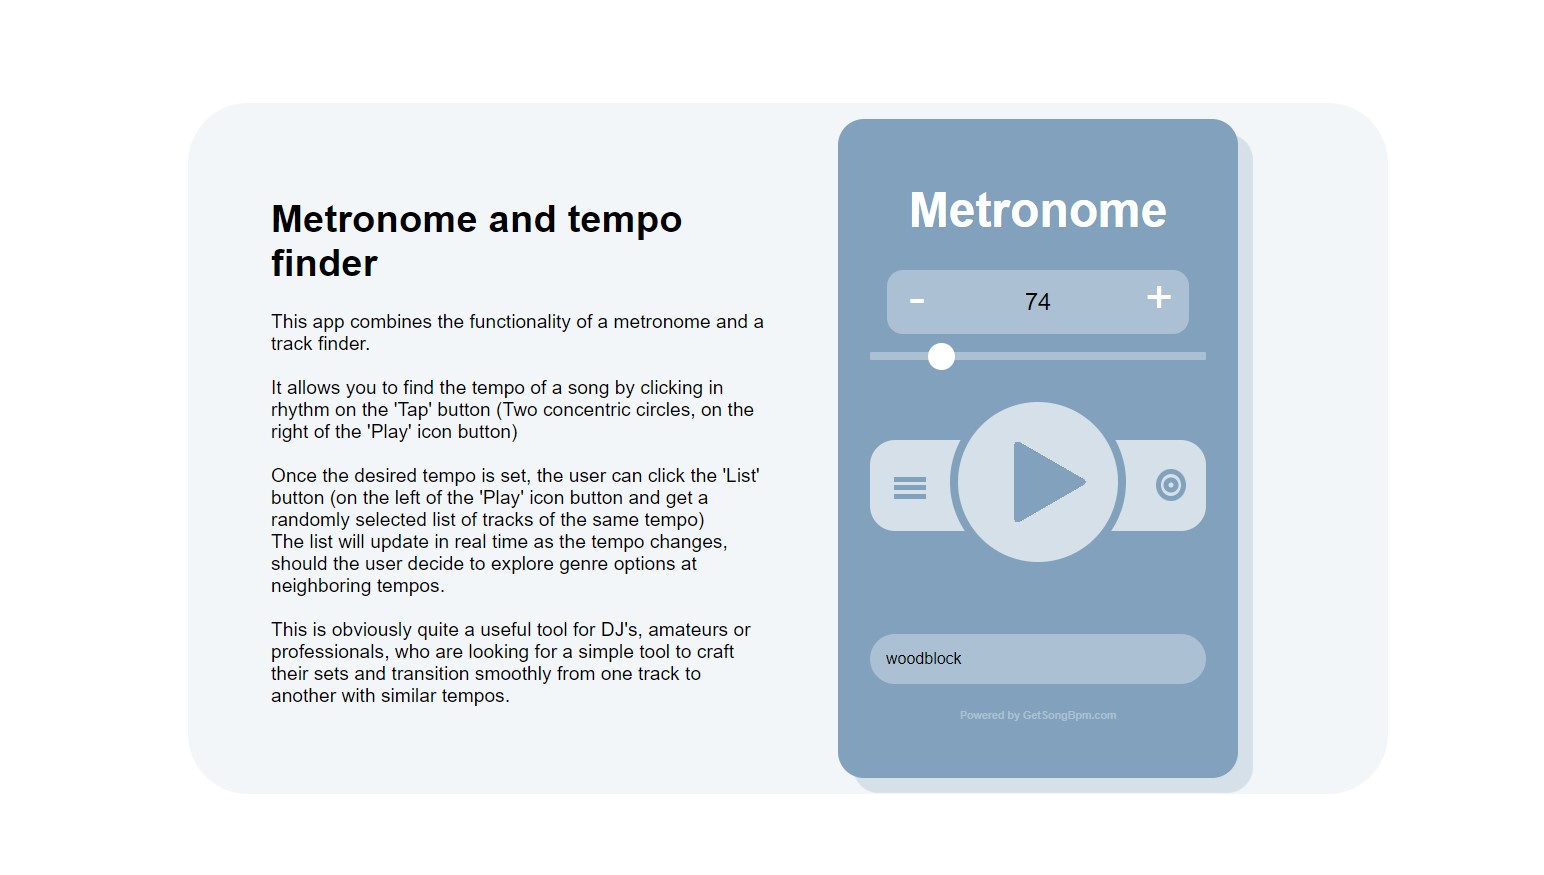 Metronome and tempo
finder
This app combines the functionality of a metronome and a
track finder.
It allows you to find the tempo of a song by clicking in
rhythm on the 'Tap' button (Two concentric circles, on the
right of the 'Play' icon button)
Once the desired tempo is set, the user can click the 'List'
button (on the left of the 'Play' icon button and get a
randomly selected list of tracks of the same tempo)
The list will update in real time as the tempo changes,
should the user decide to explore genre options at
neighboring tempos.
This is obviously quite a useful tool for DJ's, amateurs or
professionals, who are looking for a simple tool to craft
their sets and transition smoothly from one track to
another with similar tempos.
Metronome
- 74 +
woodblock
Powered by GetSongBpm.com